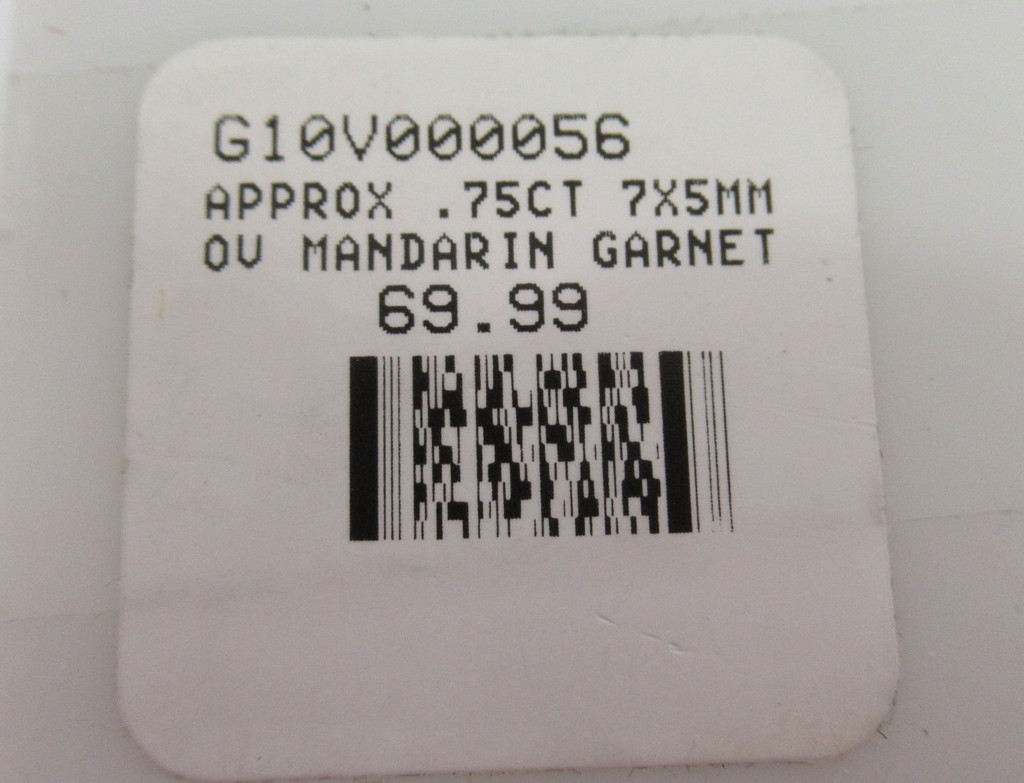 G10V000056
APPROX .75CT 7X5MM
OV MANDARIN GARNET
69.99